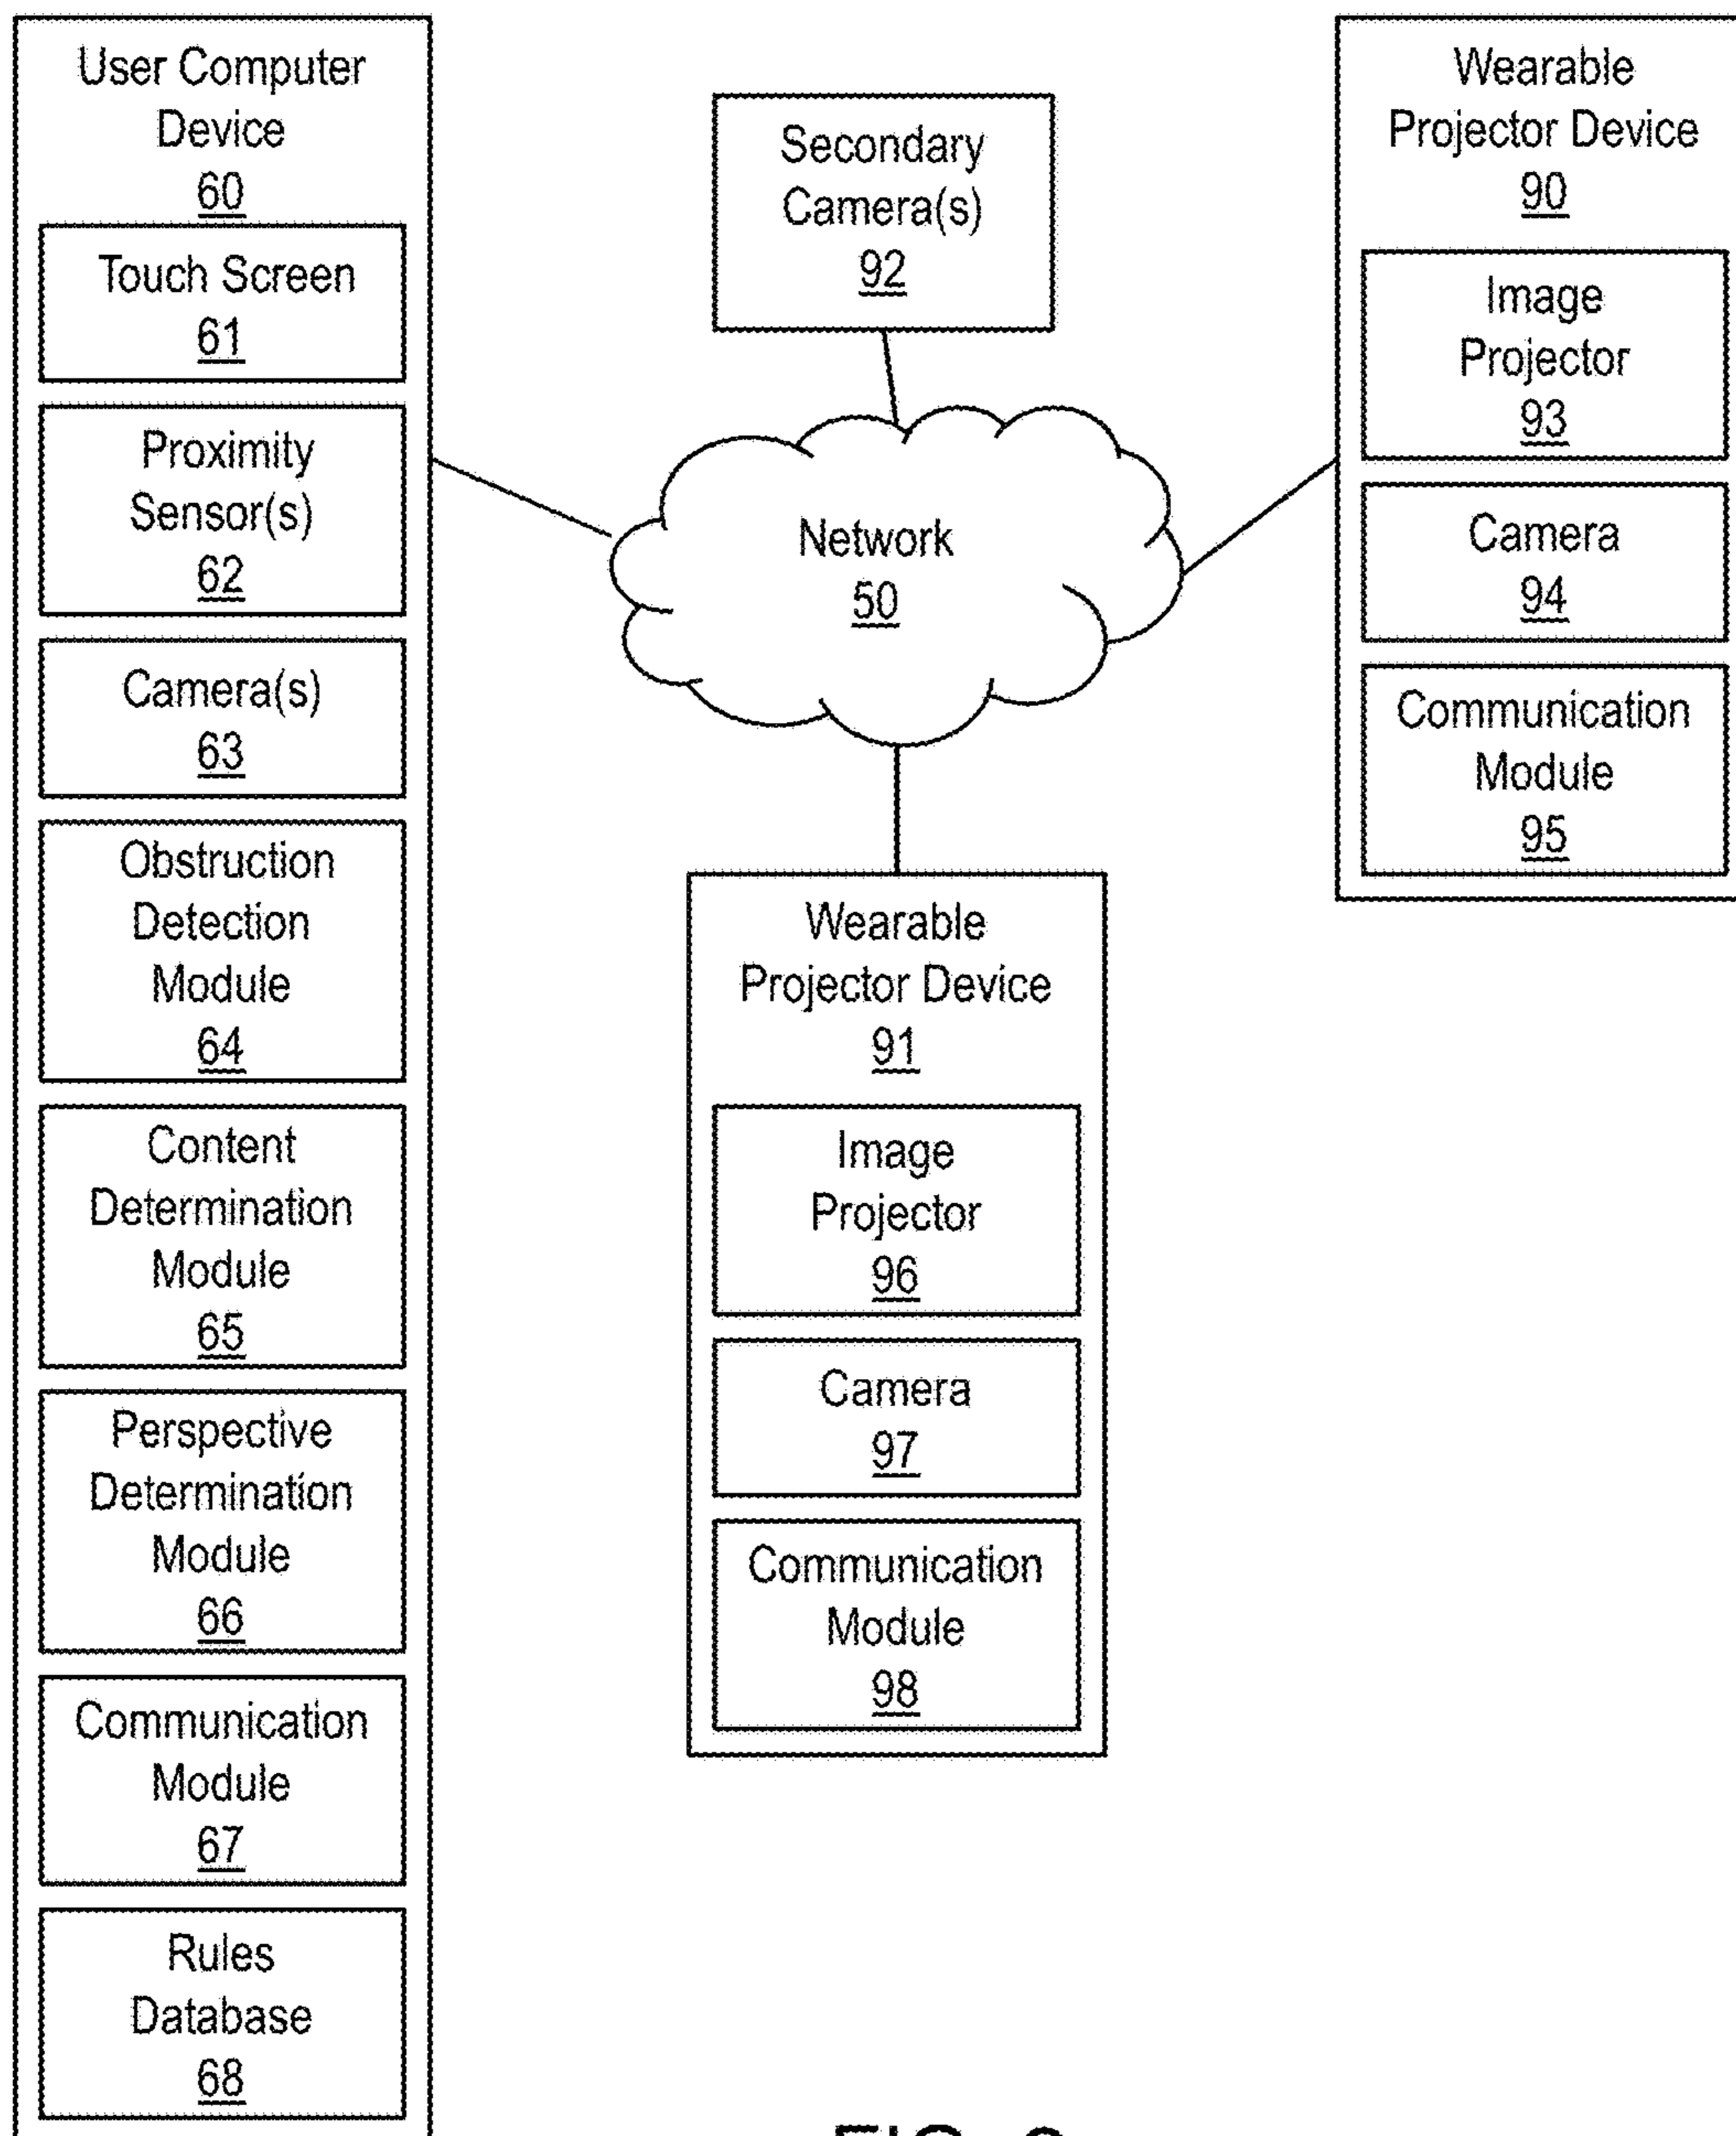 User Computer
Device
60
Touch Screen
61
Proximity
Sensor(s)
62
Camera(s)
63
Obstruction
Detection
Module
64
Content
Determination
Module
65
Perspective
Determination
Module
66
Communication
Module
67
Rules
Database
68
Secondary
Camera(s)
92
Network
50
Wearable
Projector Device
91
Image
Projector
96
Camera
97
Communication
Module
98
Wearable
Projector Device
90
Image
Projector
93
Camera
94
Communication
Module
95
FIG.